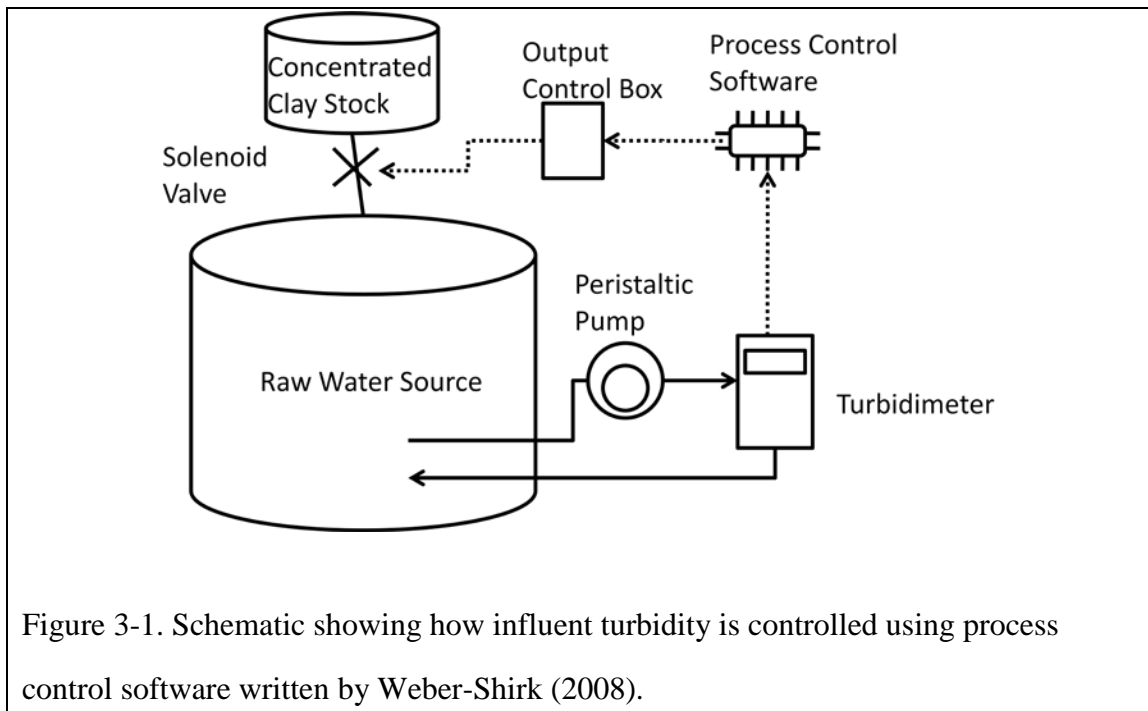 Concentrated
Clay Stock
Output
Control Box
Process Control
Software
Solenoid
Valve
Peristaltic
Pump
Raw Water Source
Turbidimeter
Figure 3-1. Schematic showing how influent turbidity is controlled using process
control software written by Weber-Shirk (2008).